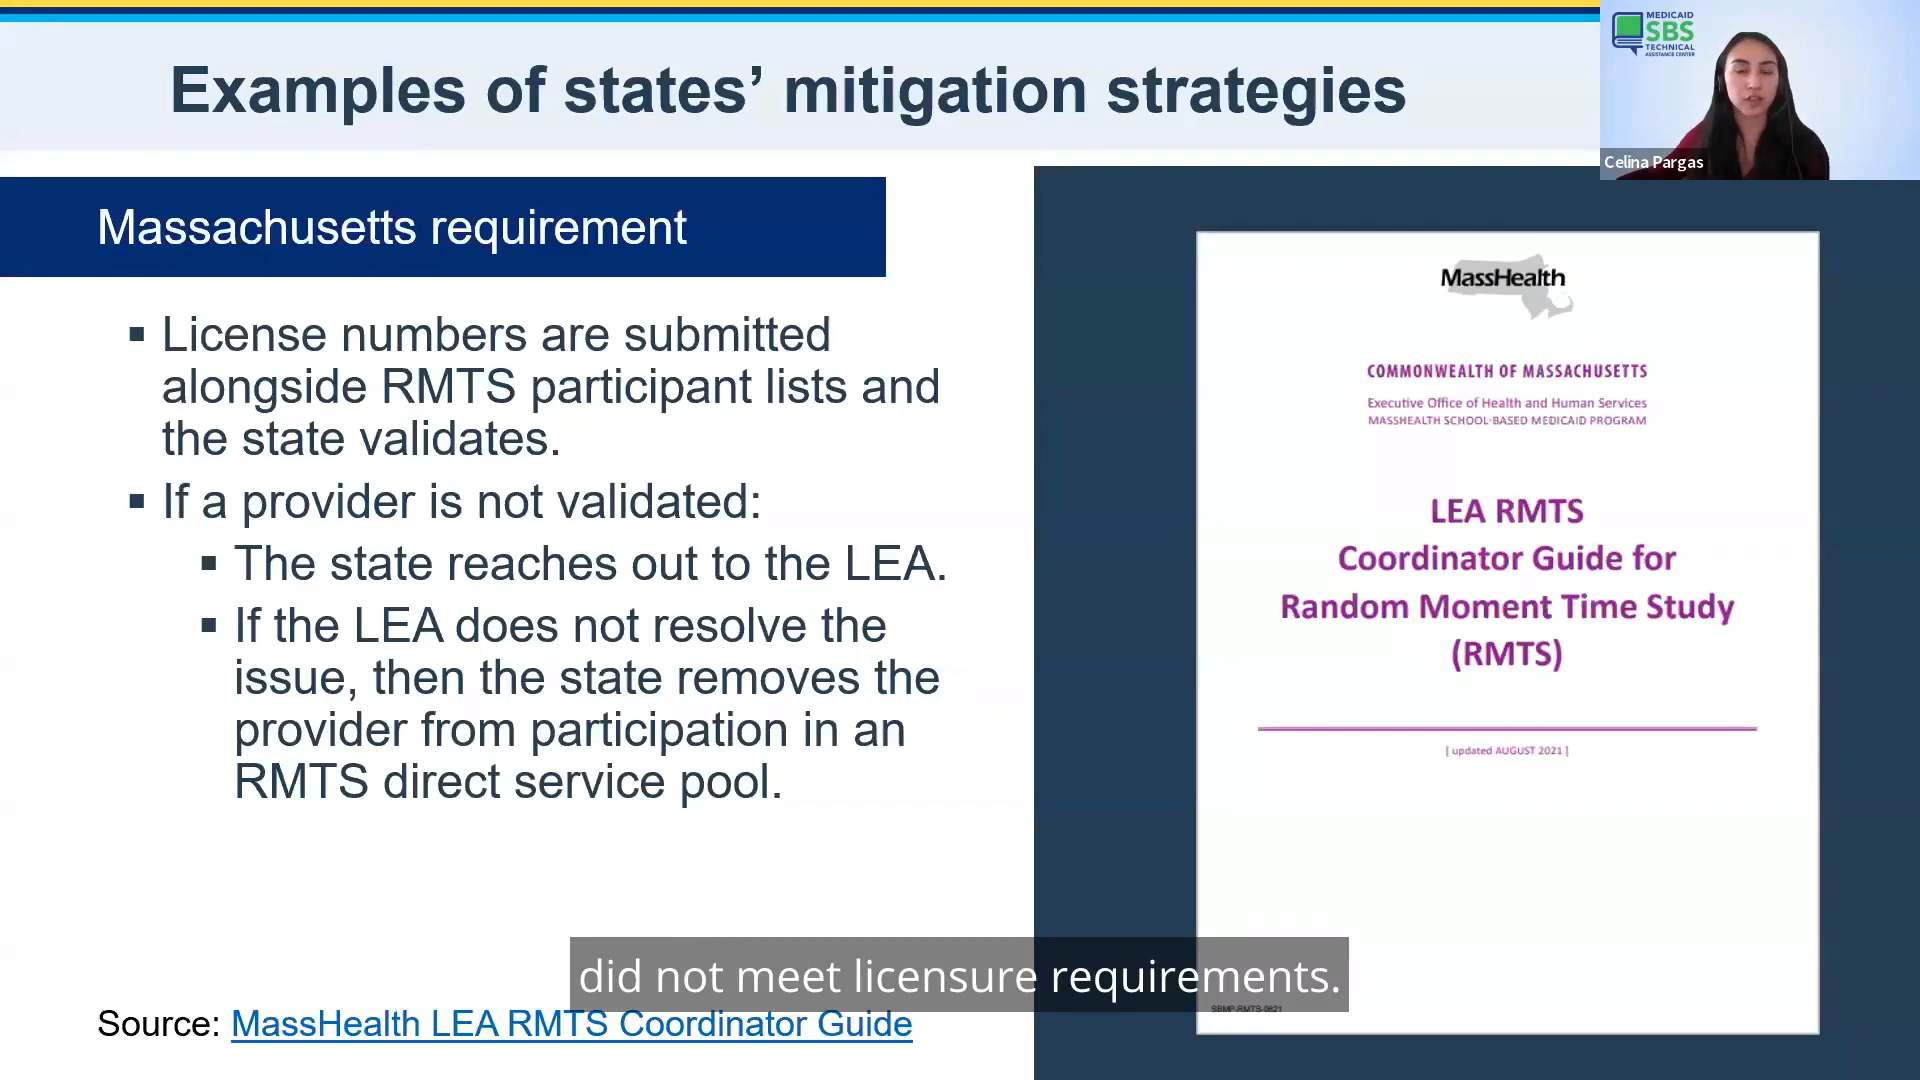 Examples of states’ mitigation strategies
MEDICAID
SBS
TECHNICAL
ASSISTANCE CENTER
Celina Pargas
Massachusetts requirement
▪ License numbers are submitted
alongside RMTS participant lists and
the state validates.
▪ If a provider is not validated:
▪ The state reaches out to the LEA.
▪ If the LEA does not resolve the
issue, then the state removes the
provider from participation in an
RMTS direct service pool.
Source: MassHealth LEA RMTS Coordinator Guide
MassHealth
COMMONWEALTH OF MASSACHUSETTS
Executive Office of Health and Human Services
MASSHEALTH SCHOOL-BASED MEDICAID PROGRAM
LEA RMTS
Coordinator Guide for
Random Moment Time Study
(RMTS)
[ updated AUGUST 2021 ]
SBMP-RMTS-0821
did not meet licensure requirements.